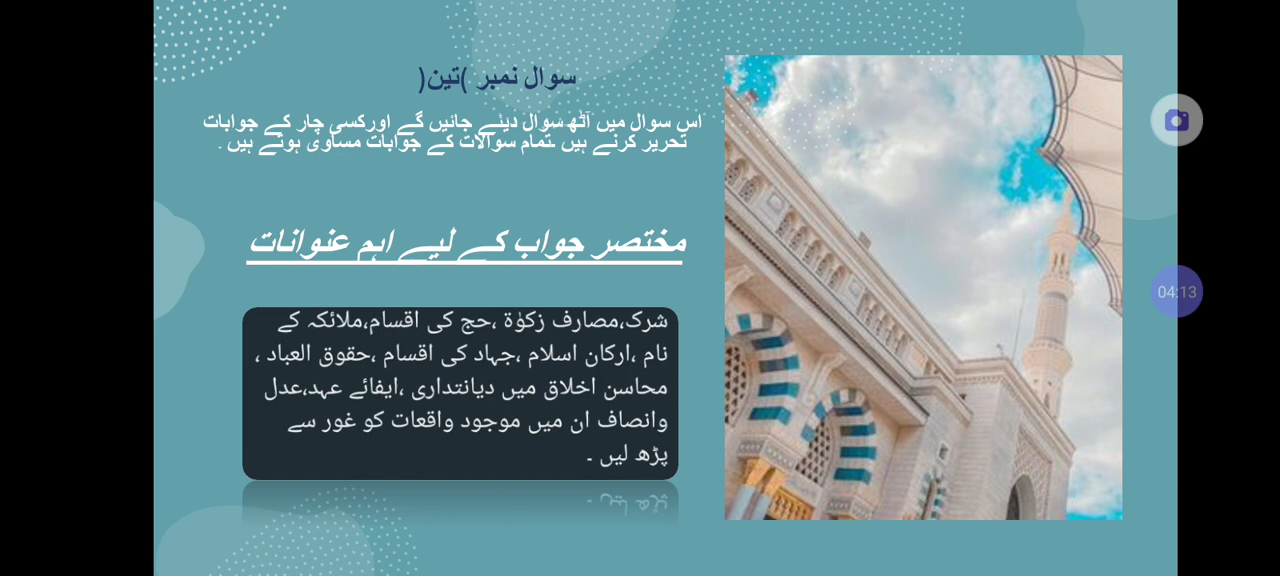 سوال نمبر )تین(
اس سوال میں آٹھ سوال دیئے جائیں گے اورکسی چار کے جوابات
تحریر کرنے ہیں ۔تمام سوالات کے جوابات مساوی ہوتے ہیں ۔
مختصر جواب کے لیے اہم عنوانات
شرک،مصارف زکوٰۃ ،حج کی اقسام،ملائکہ کے
نام ،ارکان اسلام ،جہاد کی اقسام ،حقوق العباد ،
محاسن اخلاق میں دیانتداری ،ایفائے عہد،عدل
وانصاف ان میں موجود واقعات کو غور سے
پڑھ لیں ۔
04:13